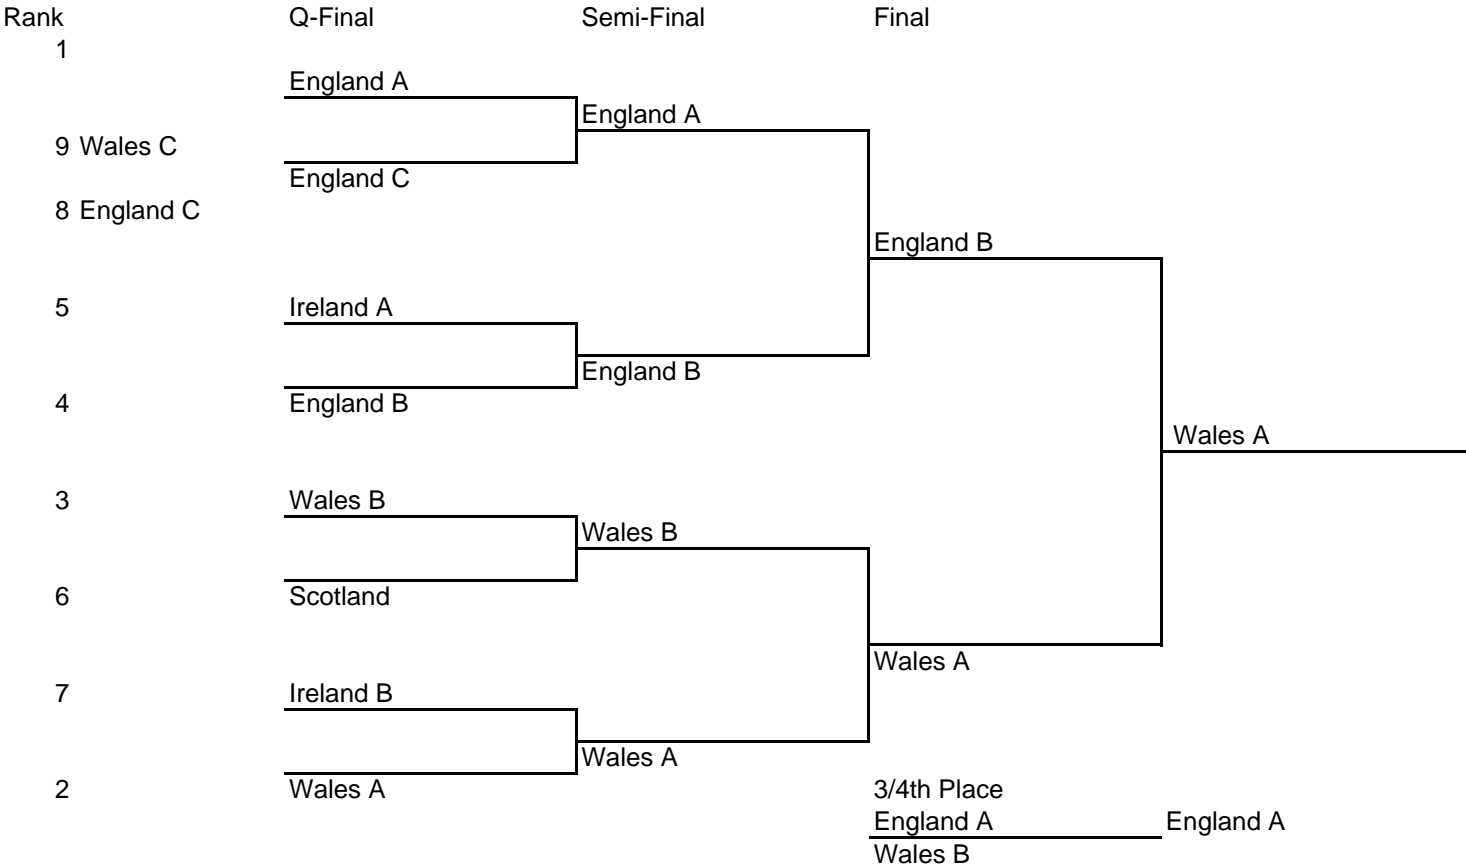 Rank Q-Final Semi-Final Final
1
England A
England A
9 Wales C
England C
8 England C
England B
5 Ireland A
England B
4 England B
Wales A
3 Wales B
Wales B
6 Scotland
Wales A
7 Ireland B
Wales A
2 Wales A 3/4th Place
England A England A
Wales B